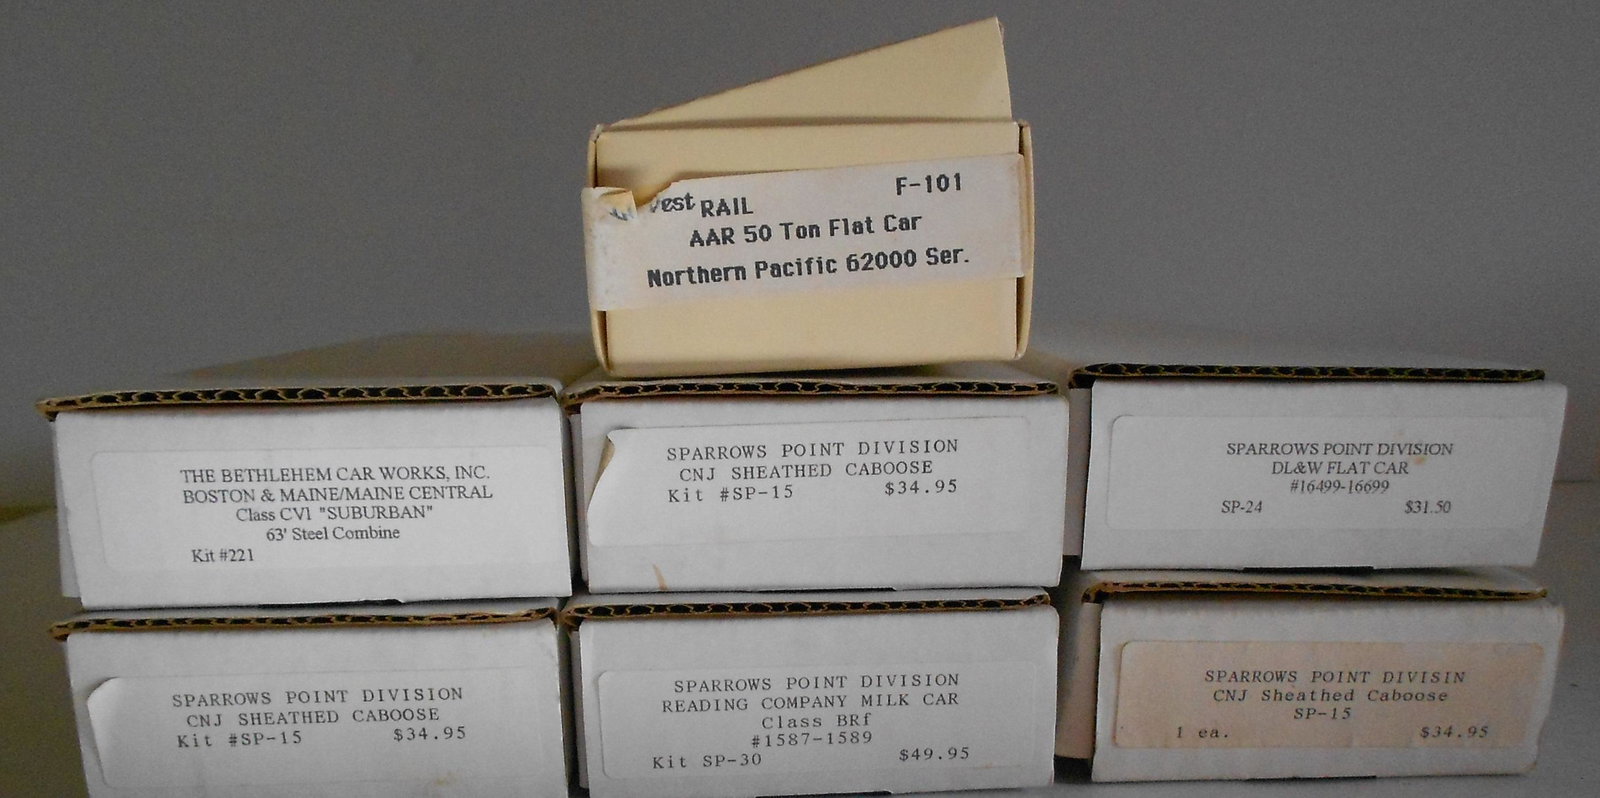 RAIL F-101
AAR 50 Ton Flat Car
Northern Pacific 62000 Ser.
THE BETHLEHEM CAR WORKS, INC.
BOSTON & MAINE/MAINE CENTRAL
Class CV1 "SUBURBAN"
63' Steel Combine
Kit #221
SPARROWS POINT DIVISION
CNJ SHEATHED CABOOSE
Kit #SP-15 $34.95
SPARROWS POINT DIVISION
DL&W FLAT CAR
#16499-16699
SP-24 $31.50
SPARROWS POINT DIVISION
CNJ SHEATHED CABOOSE
Kit #SP-15 $34.95
SPARROWS POINT DIVISION
READING COMPANY MILK CAR
Class BRf
#1587-1589
Kit SP-30 $49.95
SPARROWS POINT DIVISIN
CNJ Sheathed Caboose
SP-15
1 ea. $34.95